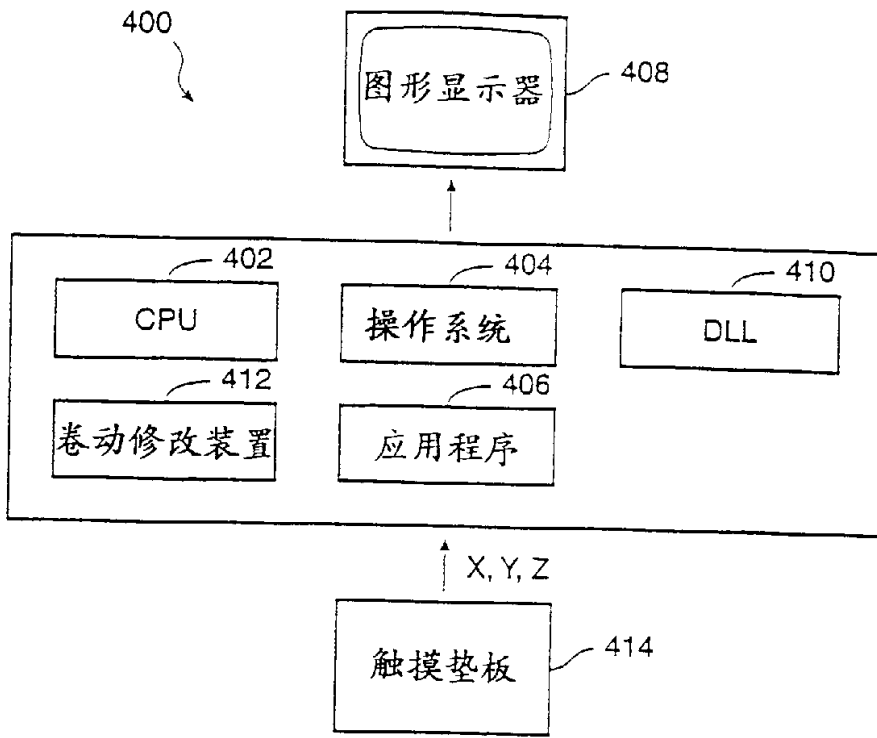 400
图形显示器
408
402
404
410
CPU
操作系统
DLL
412
406
卷动修改装置
应用程序
X, Y, Z
触摸垫板
414